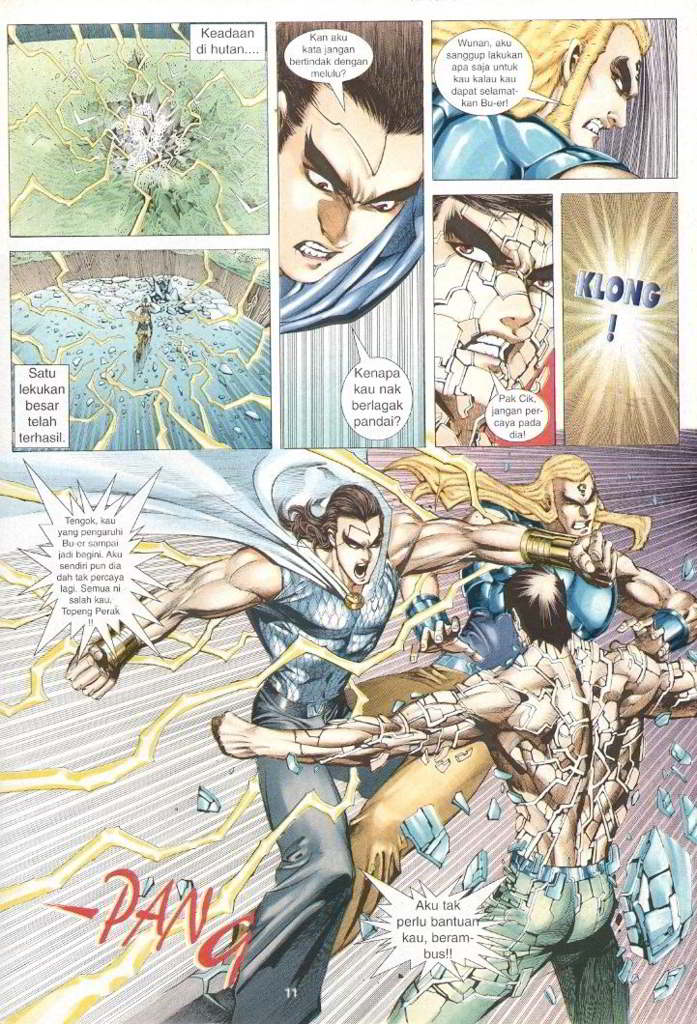 Keadaan
di hutan....
Satu
lekukan
besar
telah
terhasil.
Kan aku
kata jangan
bertindak dengan
melulu?
Kenapa
kau nak
berlagak
pandai?
Wunan, aku
sanggup lakukan
apa saja untuk
kau kalau kau
dapat selamat-
kan Bu-er!
Pak Cik,
jangan per-
caya pada
dia!
KLONG
!
Tengok, kau
yang penguruhi
Bu-er sampai
jadi begini. Aku
sendiri pun dia
dah tak percaya
lagi. Semua ni
salah kau,
Topeng Perak
!!
PANG
Aku tak
perlu bantuan
kau, beram-
bus!!
11